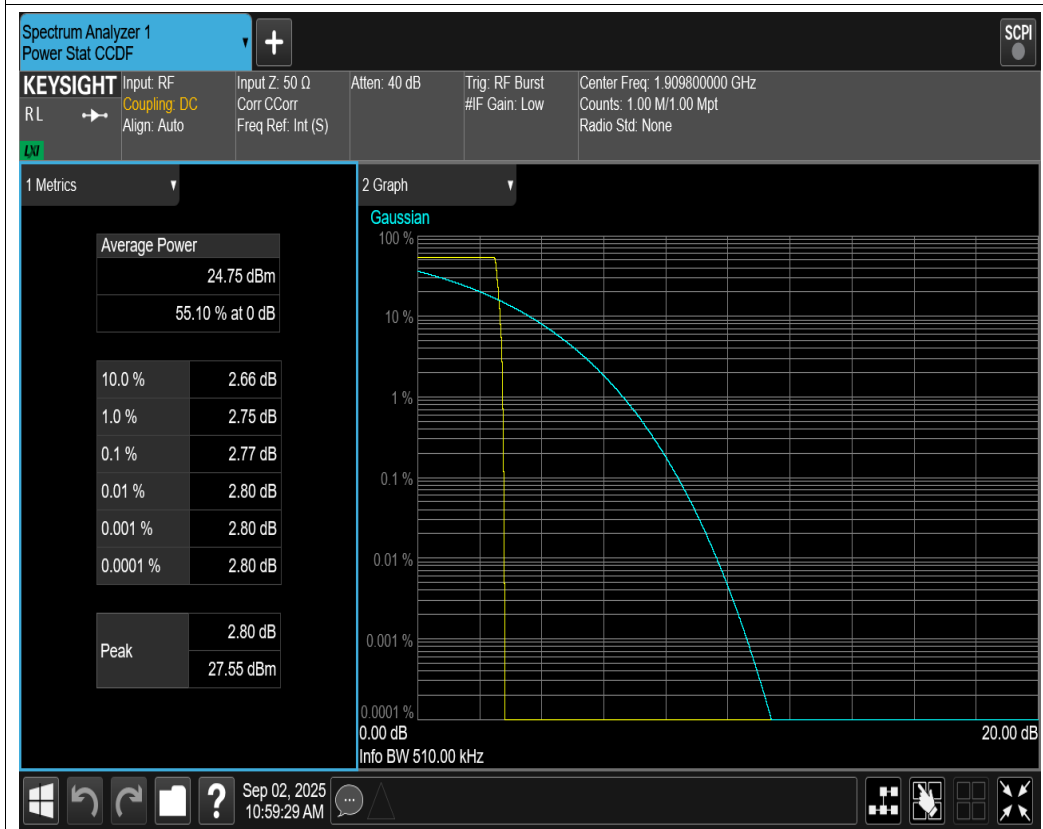 Spectrum Analyzer 1
Power Stat CCDF
+
SCPI
KEYSIGHT
RL
LXI
Input: RF
Coupling: DC
Align: Auto
Input Z: 50 Ω
Corr CCorr
Freq Ref: Int (S)
Atten: 40 dB
Trig: RF Burst
#IF Gain: Low
Center Freq: 1.909800000 GHz
Counts: 1.00 M/1.00 Mpt
Radio Std: None
1 Metrics
Average Power
24.75 dBm
55.10 % at 0 dB
10.0 % 2.66 dB
1.0 % 2.75 dB
0.1 % 2.77 dB
0.01 % 2.80 dB
0.001 % 2.80 dB
0.0001 % 2.80 dB
Peak
2.80 dB
27.55 dBm
2 Graph
Gaussian
100 %
10 %
1 %
0.1 %
0.01 %
0.001 %
0.0001 %
0.00 dB 20.00 dB
Info BW 510.00 kHz
?
Sep 02, 2025
10:59:29 AM